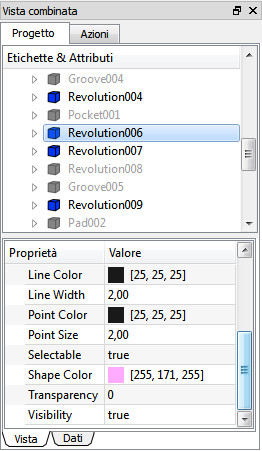 Vista combinata
Progetto Azioni
Etichette & Attributi
Groove004
Revolution004
Pocket001
Revolution006
Revolution007
Revolution008
Groove005
Revolution009
Pad002
Proprietà Valore
Line Color [25, 25, 25]
Line Width 2,00
Point Color [25, 25, 25]
Point Size 2,00
Selectable true
Shape Color [255, 171, 255]
Transparency 0
Visibility true
Vista Dati